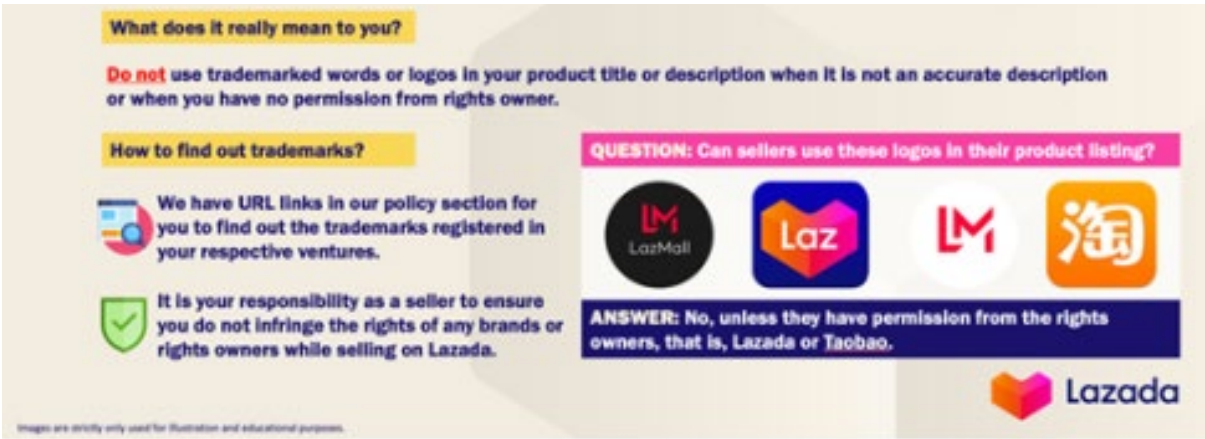 What does it really mean to you?
Do not use trademarked words or logos in your product title or description when it is not an accurate description
or when you have no permission from rights owner.
How to find out trademarks?
We have URL links in our policy section for
you to find out the trademarks registered in
your respective ventures.
It is your responsibility as a seller to ensure
you do not infringe the rights of any brands or
rights owners while selling on Lazada.
QUESTION: Can sellers use these logos in their product listing?
LM
LazMall
Laz
LM
淘
ANSWER: No, unless they have permission from the rights
owners, that is, Lazada or Taobao.
Lazada
Images are strictly only used for illustration and educational purposes.